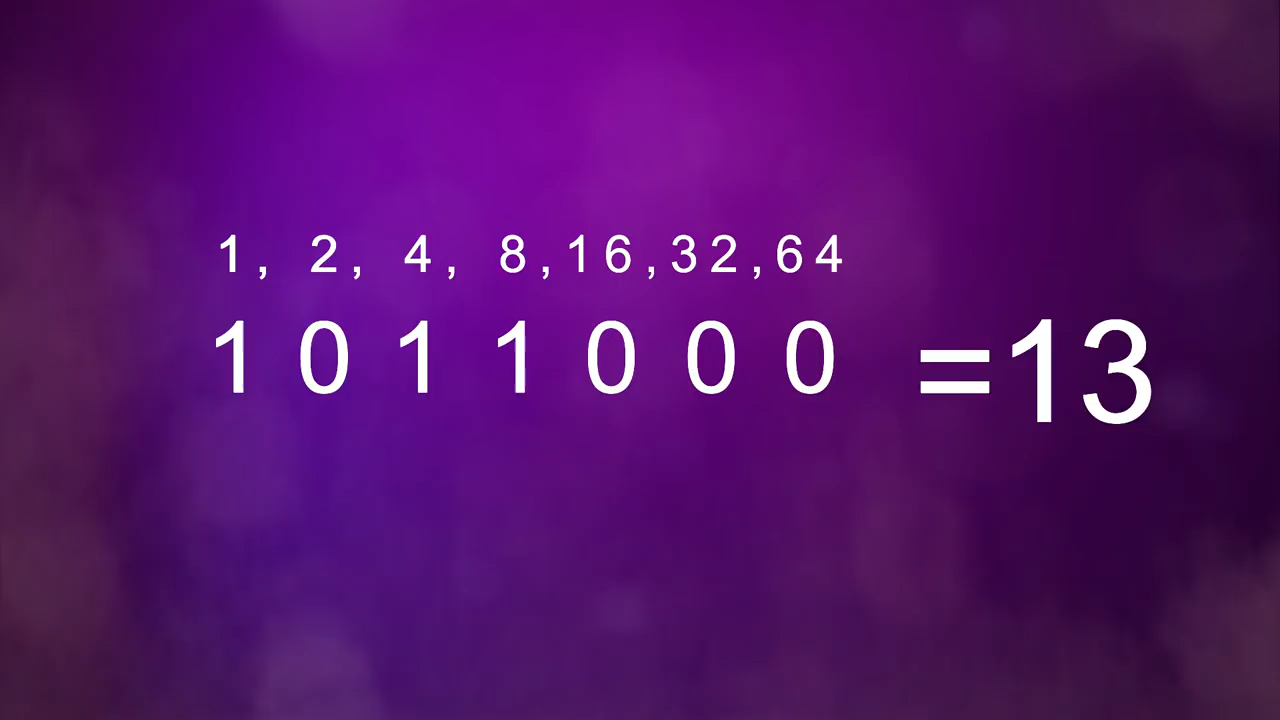 1, 2, 4, 8,16,32,64
1 0 1 1 0 0 0 =13